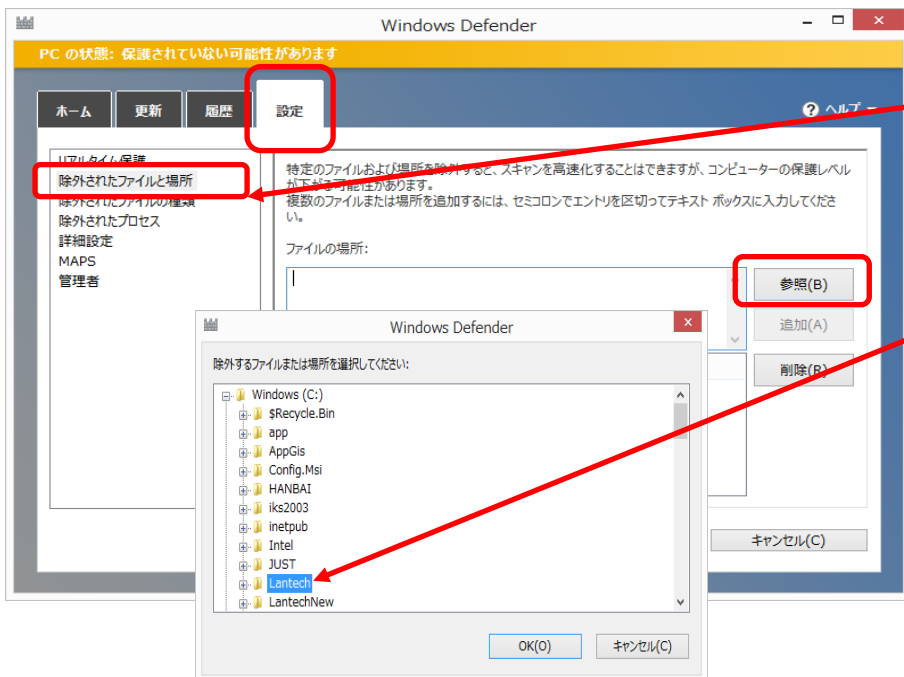 Windows Defender
PC の状態: 保護されていない可能性があります
ホーム
更新
履歴
設定
ヘルプ
リアルタイム保護
除外されたファイルと場所
除外されたファイルの種類
除外されたプロセス
詳細設定
MAPS
管理者
特定のファイルおよび場所を除外すると、スキャンを高速化することはできますが、コンピューターの保護レベル
が下がる可能性があります。
複数のファイルまたは場所を追加するには、セミコロンでエントリを区切ってテキスト ボックスに入力してくださ
い。
ファイルの場所:
参照(B)
追加(A)
削除(R)
キャンセル(C)
Windows Defender
除外するファイルまたは場所を選択してください:
Windows (C:)
$Recycle.Bin
app
AppGis
Config.Msi
HANBAI
iks2003
inetpub
Intel
JUST
Lantech
LantechNew
OK(O)
キャンセル(C)